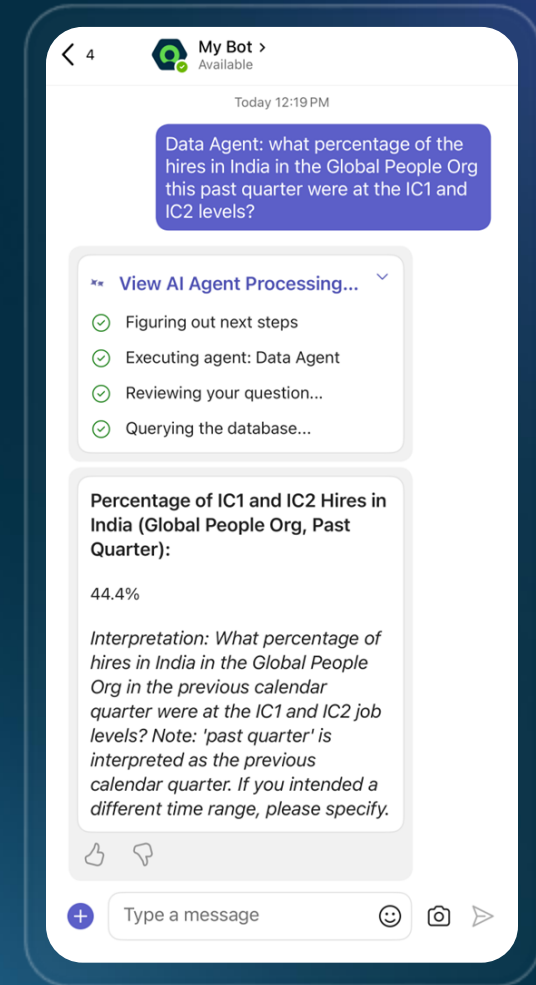 4
My Bot >
Available
Today 12:19 PM
Data Agent: what percentage of the
hires in India in the Global People Org
this past quarter were at the IC1 and
IC2 levels?
View AI Agent Processing...
Figuring out next steps
Executing agent: Data Agent
Reviewing your question...
Querying the database...
Percentage of IC1 and IC2 Hires in
India (Global People Org, Past
Quarter):
44.4%
Interpretation: What percentage of
hires in India in the Global People
Org in the previous calendar
quarter were at the IC1 and IC2 job
levels? Note: 'past quarter' is
interpreted as the previous
calendar quarter. If you intended a
different time range, please specify.
Type a message